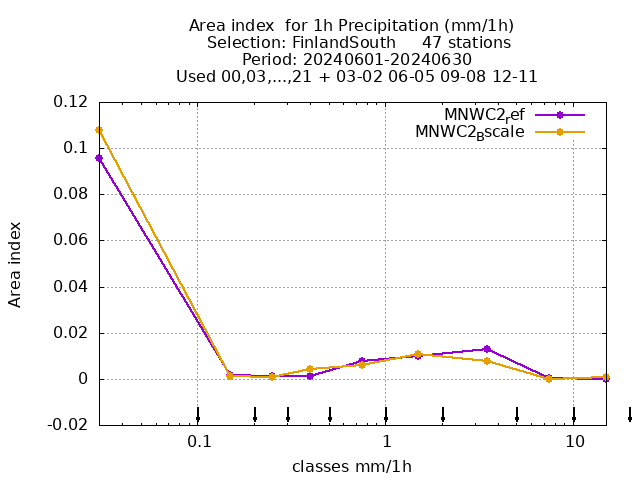 Area index  for 1h Precipitation (mm/1h)
Selection: FinlandSouth     47 stations
Period: 20240601-20240630
Used 00,03,...,21 + 03-02 06-05 09-08 12-11
MNWC2ref
MNWC2Bscale
0.12
0.1
0.08
0.06
0.04
0.02
0
-0.02
Area index
0.1
1
10
classes mm/1h